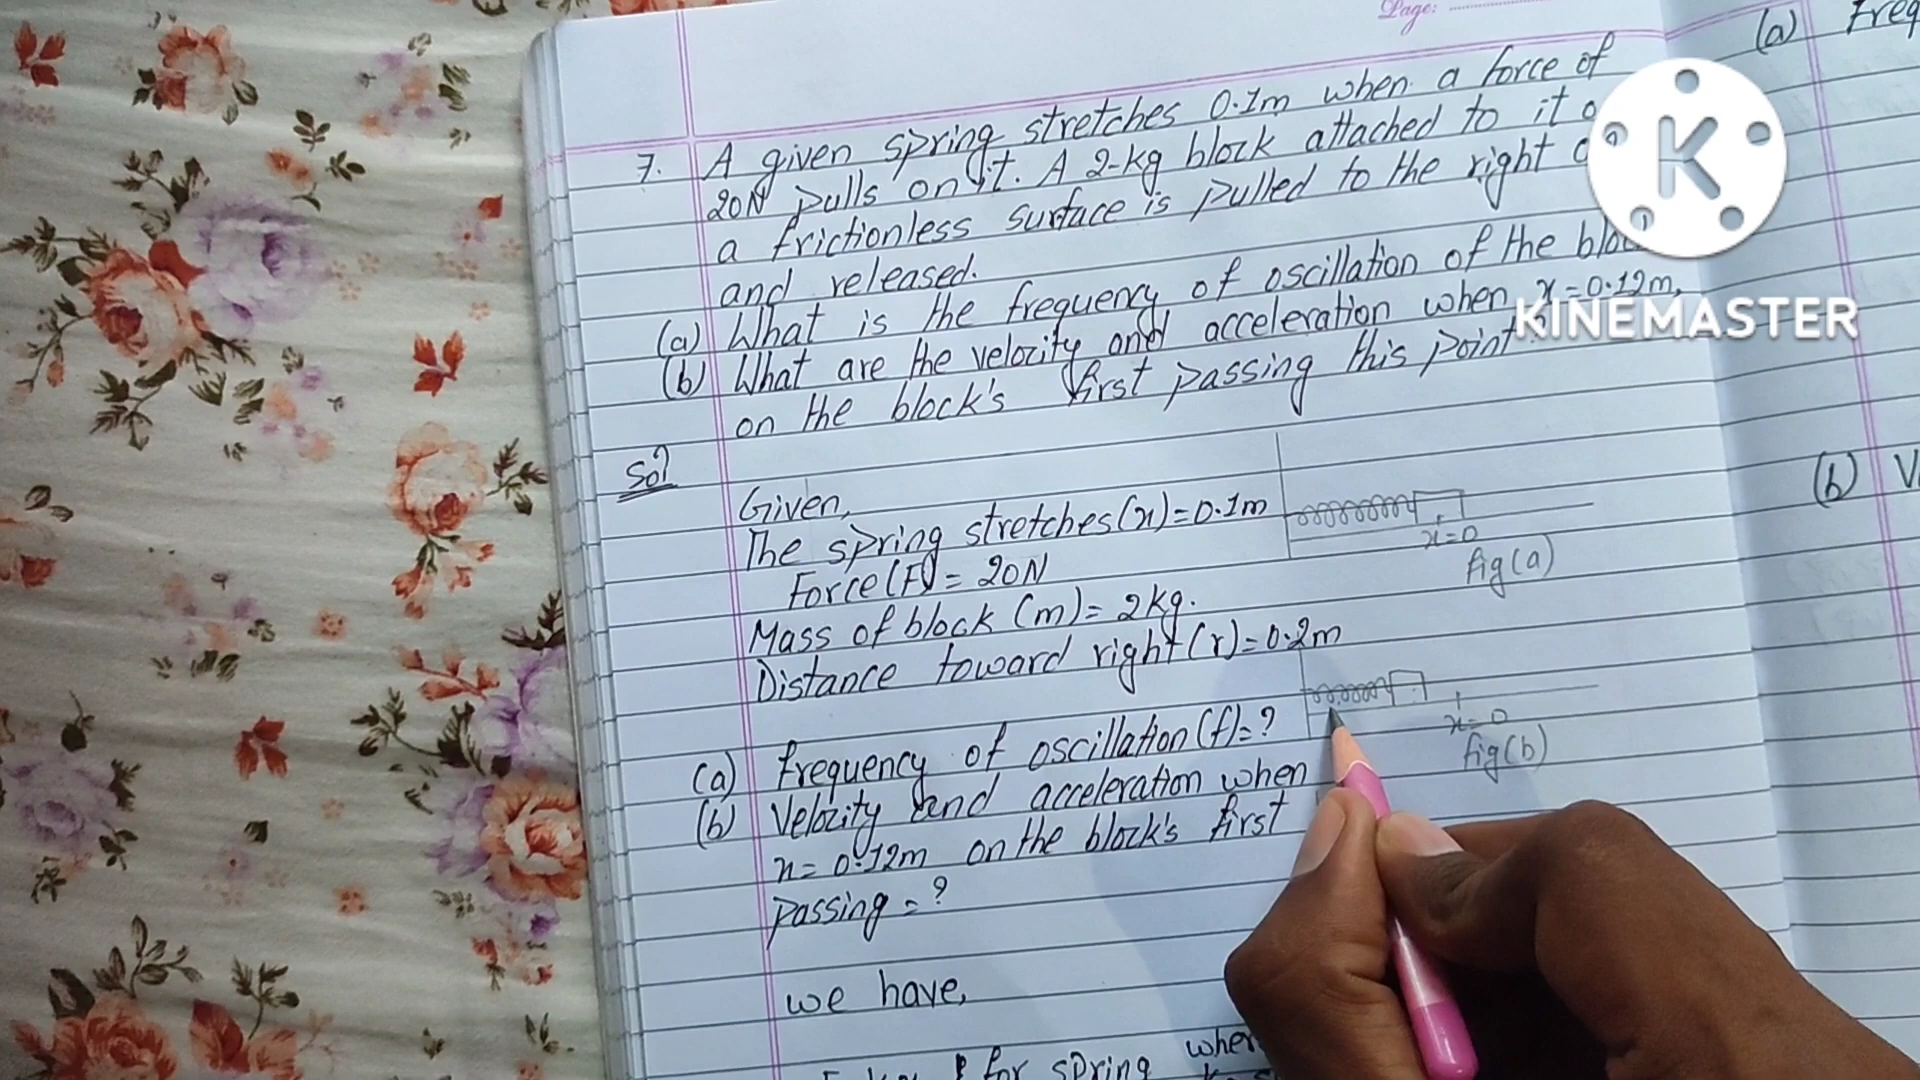 Page:
7. A given spring stretches 0.1m when a force of
20N pulls on it. A 2-kg block attached to it
a frictionless surface is pulled to the right
and released.
(a) What is the frequency of oscillation of the block
(b) What are the velocity and acceleration when x=0.12m,
on the block's first passing this point
K
KINEMASTER
Sol
Given,
The spring stretches (x)=0.1m
Force (F) = 20N
Mass of block (m)= 2kg.
Distance toward right (r)=0.2m
x=0
fig(a)
x=0
fig(b)
(a) frequency of oscillation (f)=?
(b) Velocity and acceleration when
x= 0.12m on the block's first
passing = ?
we have,
for spring
(a) Freq
(b) V